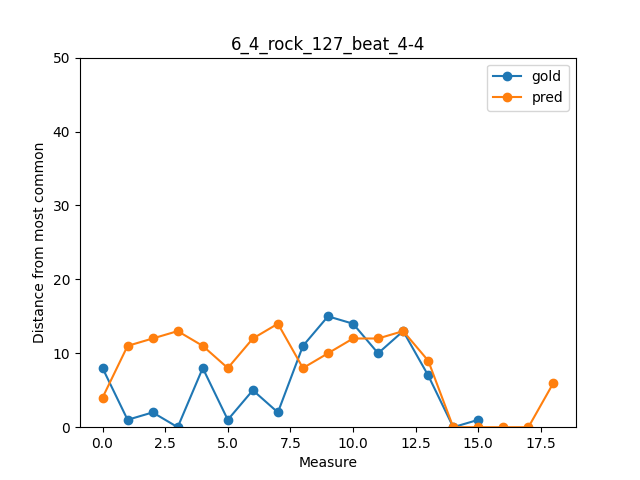 6_4_rock_127_beat_4-4
gold
pred
Distance from most common
50
40
30
20
10
0
0.0 2.5 5.0 7.5 10.0 12.5 15.0 17.5
Measure